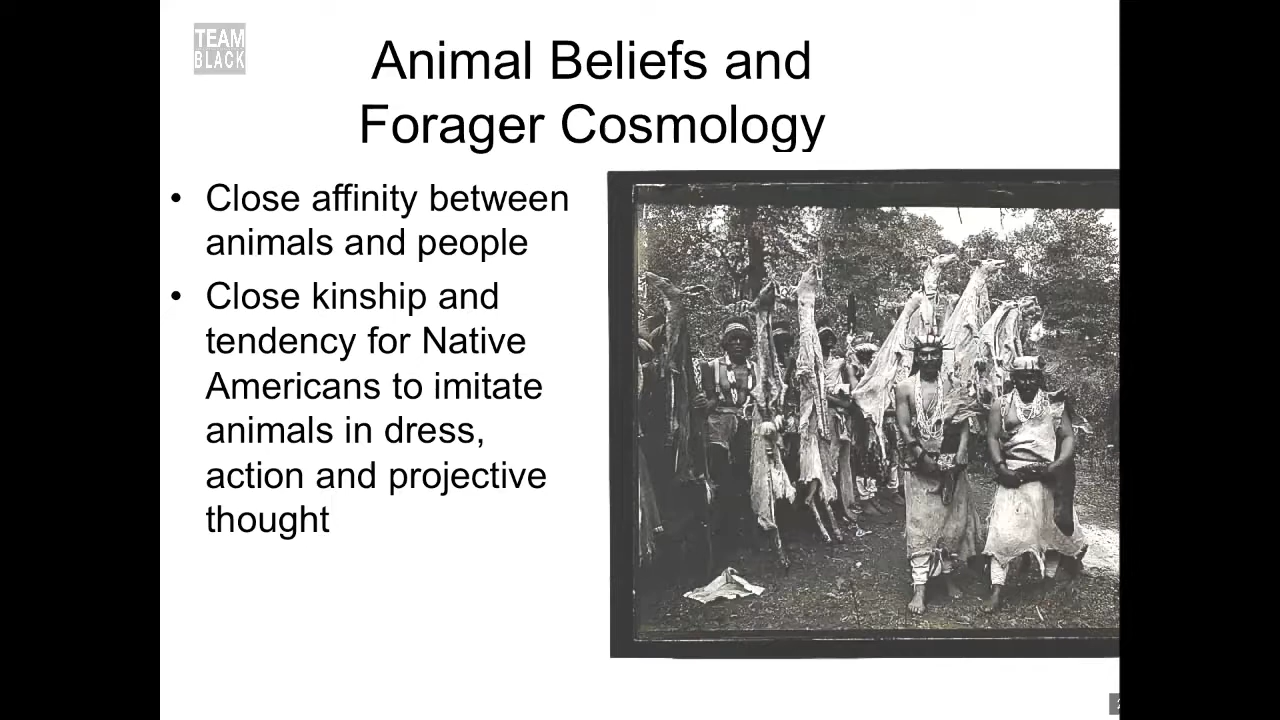 TEAM
BLACK
Animal Beliefs and
Forager Cosmology
• Close affinity between
animals and people
• Close kinship and
tendency for Native
Americans to imitate
animals in dress,
action and projective
thought